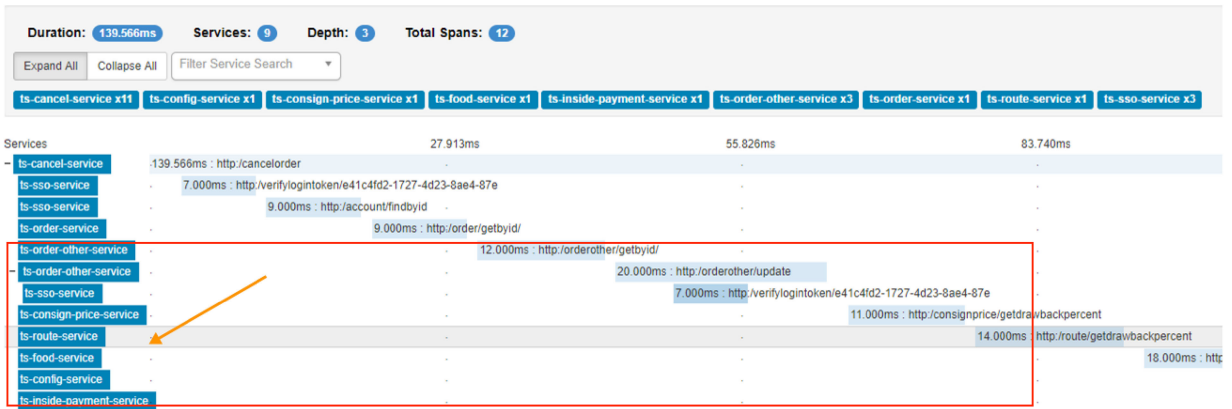 Duration: 139.566ms Services: 9 Depth: 3 Total Spans: 12
Expand All Collapse All Filter Service Search
ts-cancel-service x11 ts-config-service x1 ts-consign-price-service x1 ts-food-service x1 ts-inside-payment-service x1 ts-order-other-service x3 ts-order-service x1 ts-route-service x1 ts-sso-service x3
Services 27.913ms 55.826ms 83.740ms
- ts-cancel-service 139.566ms : http:/cancelorder
ts-sso-service 7.000ms : http:/verifylogintoken/e41c4fd2-1727-4d23-8ae4-87e
ts-sso-service 9.000ms : http:/account/findbyid
ts-order-service 9.000ms : http:/order/getbyid/
ts-order-other-service 12.000ms : http:/orderother/getbyid/
- ts-order-other-service 20.000ms : http:/orderother/update
ts-sso-service 7.000ms : http:/verifylogintoken/e41c4fd2-1727-4d23-8ae4-87e
ts-consign-price-service 11.000ms : http:/consignprice/getdrawbackpercent
ts-route-service 14.000ms : http:/route/getdrawbackpercent
ts-food-service 18.000ms : http
ts-config-service
ts-inside-payment-service